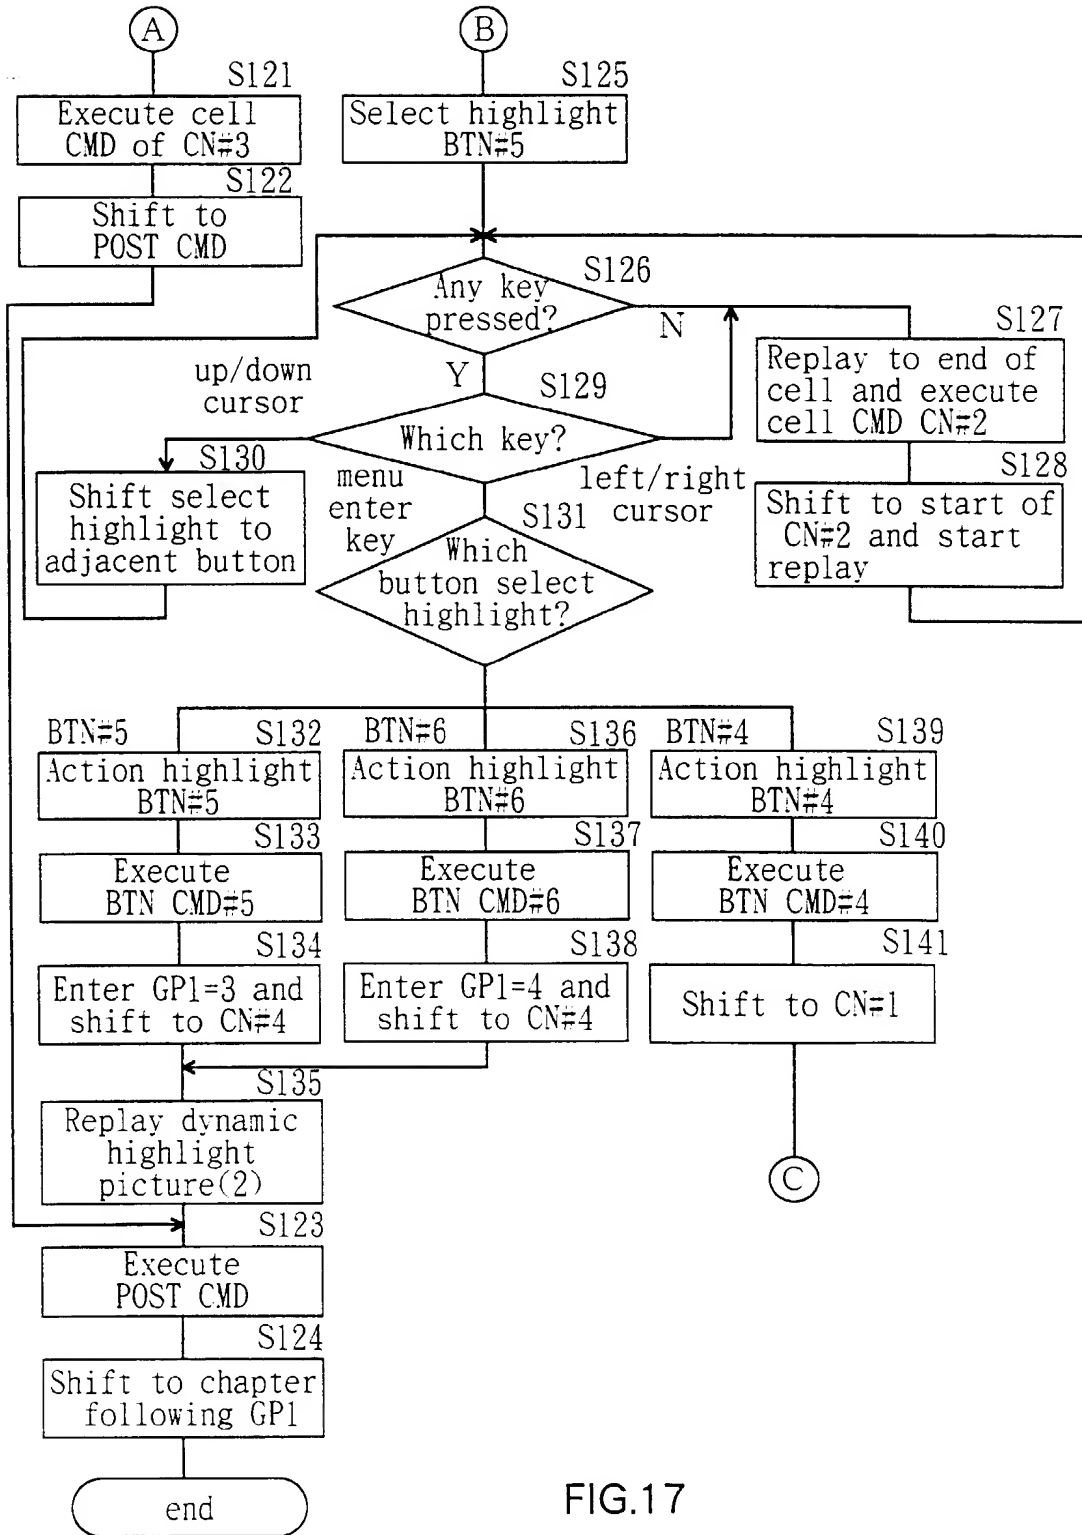 A
S121
Execute cell
CMD of CN#3
S122
Shift to
POST CMD
B
S125
Select highlight
BTN#5
S126
Any key
pressed?
N
Y
S127
Replay to end of
cell and execute
cell CMD CN#2
S128
Shift to start of
CN#2 and start
replay
S129
Which key?
up/down
cursor
S130
Shift select
highlight to
adjacent button
menu
enter
key
left/right
cursor
S131
Which
button select
highlight?
BTN#5
S132
Action highlight
BTN#5
S133
Execute
BTN CMD#5
S134
Enter GP1=3 and
shift to CN#4
BTN#6
S136
Action highlight
BTN#6
S137
Execute
BTN CMD#6
S138
Enter GP1=4 and
shift to CN#4
BTN#4
S139
Action highlight
BTN#4
S140
Execute
BTN CMD#4
S141
Shift to CN#1
C
S135
Replay dynamic
highlight
picture(2)
S123
Execute
POST CMD
S124
Shift to chapter
following GP1
end
FIG.17